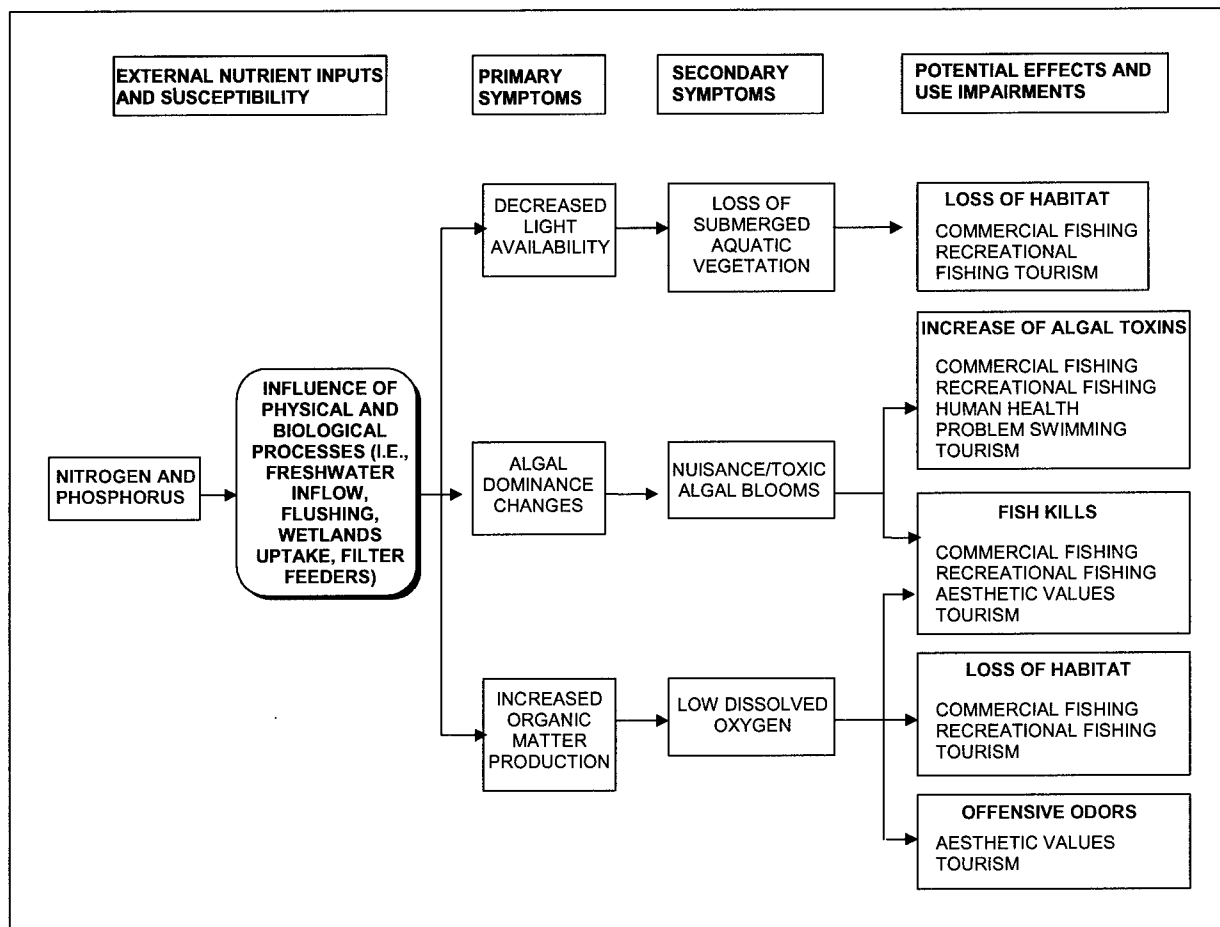 EXTERNAL NUTRIENT INPUTS
AND SUSCEPTIBILITY
PRIMARY
SYMPTOMS
SECONDARY
SYMPTOMS
POTENTIAL EFFECTS AND
USE IMPAIRMENTS
NITROGEN AND
PHOSPHORUS
INFLUENCE OF
PHYSICAL AND
BIOLOGICAL
PROCESSES (I.E.,
FRESHWATER
INFLOW,
FLUSHING,
WETLANDS
UPTAKE, FILTER
FEEDERS)
DECREASED
LIGHT
AVAILABILITY
LOSS OF
SUBMERGED
AQUATIC
VEGETATION
LOSS OF HABITAT
COMMERCIAL FISHING
RECREATIONAL
FISHING TOURISM
ALGAL
DOMINANCE
CHANGES
NUISANCE/TOXIC
ALGAL BLOOMS
INCREASE OF ALGAL TOXINS
COMMERCIAL FISHING
RECREATIONAL FISHING
HUMAN HEALTH
PROBLEM SWIMMING
TOURISM
FISH KILLS
COMMERCIAL FISHING
RECREATIONAL FISHING
AESTHETIC VALUES
TOURISM
INCREASED
ORGANIC
MATTER
PRODUCTION
LOW DISSOLVED
OXYGEN
LOSS OF HABITAT
COMMERCIAL FISHING
RECREATIONAL FISHING
TOURISM
OFFENSIVE ODORS
AESTHETIC VALUES
TOURISM